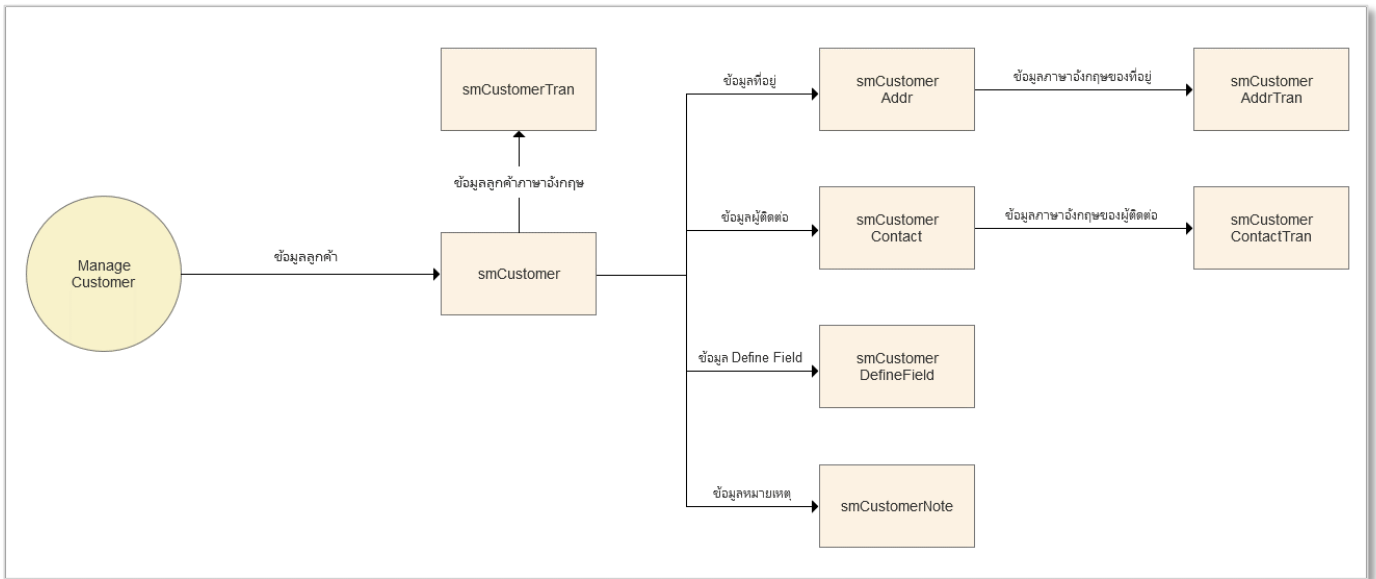 Manage
Customer
ข้อมูลลูกค้า
smCustomer
ข้อมูลลูกค้าภาษาอังกฤษ
smCustomerTran
ข้อมูลที่อยู่
smCustomer
Addr
ข้อมูลภาษาอังกฤษของที่อยู่
smCustomer
AddrTran
ข้อมูลผู้ติดต่อ
smCustomer
Contact
ข้อมูลภาษาอังกฤษของผู้ติดต่อ
smCustomer
ContactTran
ข้อมูล Define Field
smCustomer
DefineField
ข้อมูลหมายเหตุ
smCustomerNote